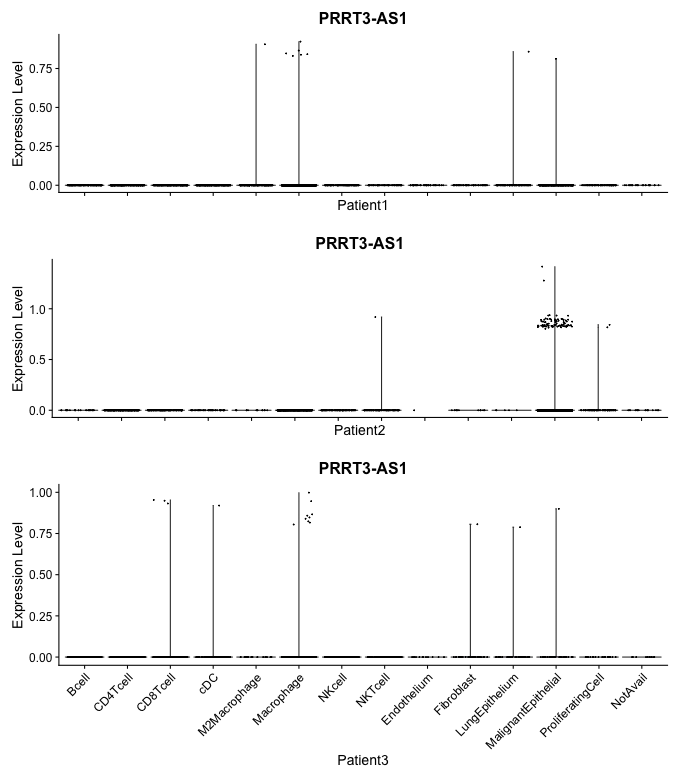 PRRT3-AS1
Expression Level
0.75
0.50
0.25
0.00
Patient1
PRRT3-AS1
Expression Level
1.0
0.5
0.0
Patient2
PRRT3-AS1
Expression Level
1.00
0.75
0.50
0.25
0.00
Bcell
CD4Tcell
CD8Tcell
cDC
M2Macrophage
Macrophage
NKcell
NKTcell
Endothelium
Fibroblast
LungEpithelium
MalignantEpithelial
ProliferatingCell
NotAvail
Patient3